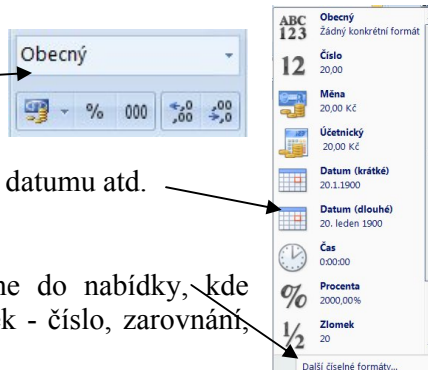 Obecný
% 000 ,0 ,00 ,00 ,0
datumu atd.
ne do nabídky, kde
ek - číslo, zarovnání,
ABC
123
Obecný
Žádný konkrétní formát
12
Číslo
20,00
Měna
20,00 Kč
Účetnický
20,00 Kč
Datum (krátké)
20.1.1900
Datum (dlouhé)
20. leden 1900
Čas
0:00:00
%
Procenta
2000,00%
1/2
Zlomek
20
Další číselné formáty...